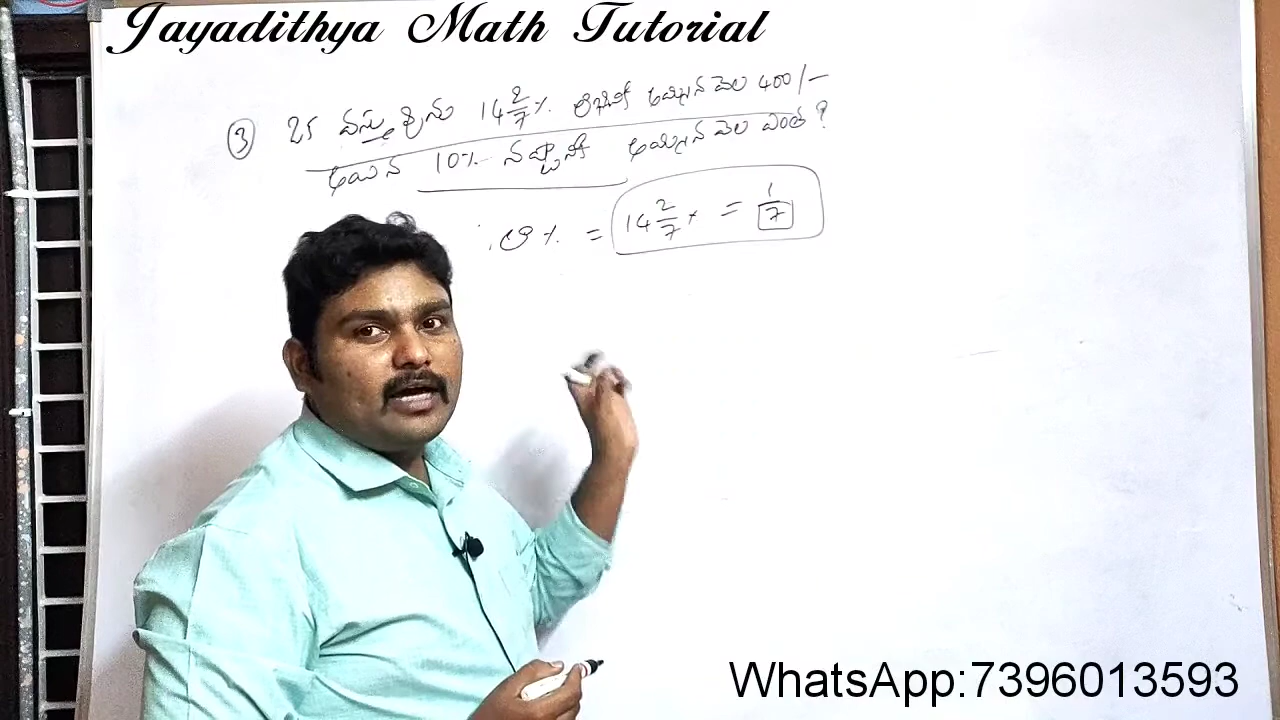 Jayadithya Math Tutorial
③ ఒక వస్తువును 14 2/7 % లాభానికి అమ్మిన వెల 400/-
అయిన 10% నష్టానికి అమ్మిన వెల ఎంత?
లా % = 14 2/7 % = 1/7
WhatsApp:7396013593